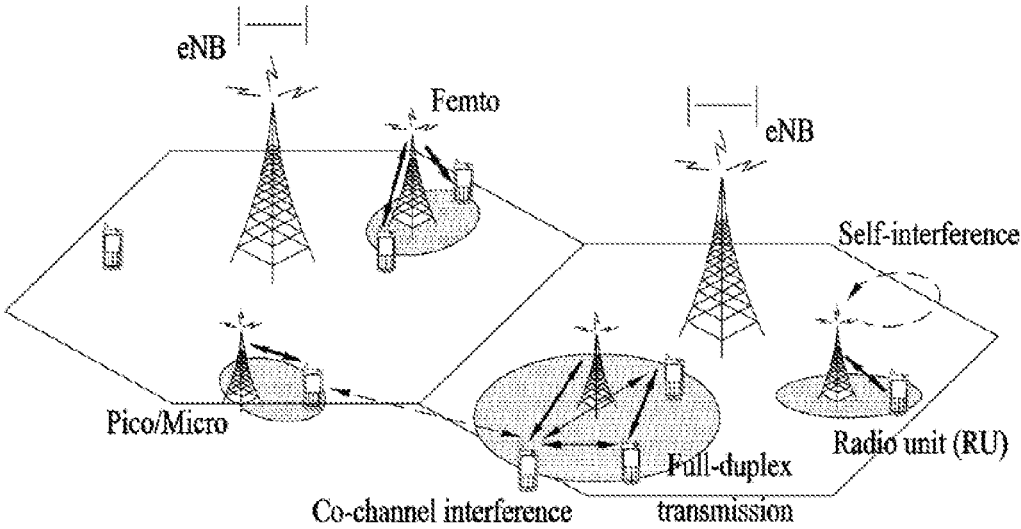 eNB
Femto
eNB
Self-interference
Pico/Micro
Radio unit (RU)
Full-duplex
transmission
Co-channel interference